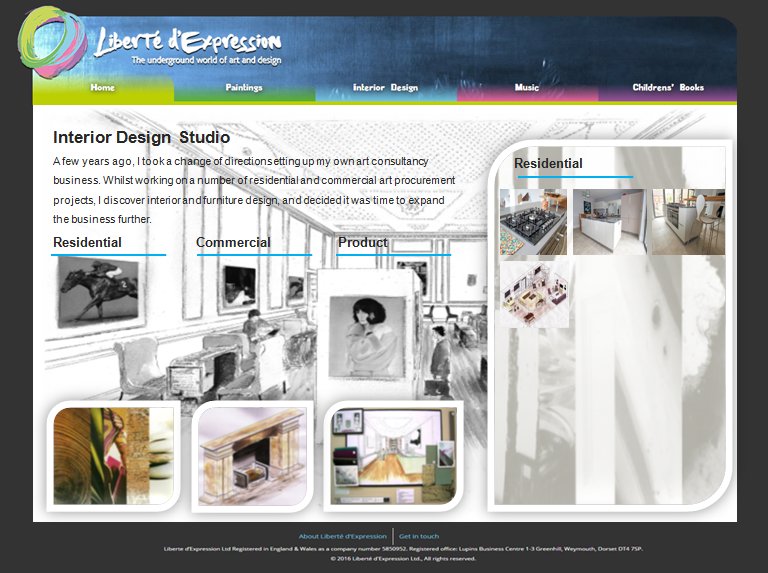 Liberté d'Expression
The underground world of art and design
Home Paintings Interior Design Music Childrens' Books
Interior Design Studio
A few years ago, I took a change of direction setting up my own art consultancy
business. Whilst working on a number of residential and commercial art procurement
projects, I discover interior and furniture design, and decided it was time to expand
the business further.
Residential Commercial Product
Residential
About Liberté d'Expression Get in touch
Liberte d'Expression Ltd Registered in England & Wales as a company number 5850952. Registered office: Lupins Business Centre 1-3 Greenhill, Weymouth, Dorset DT4 7SP.
© 2016 Liberté d'Expression Ltd., All rights reserved.